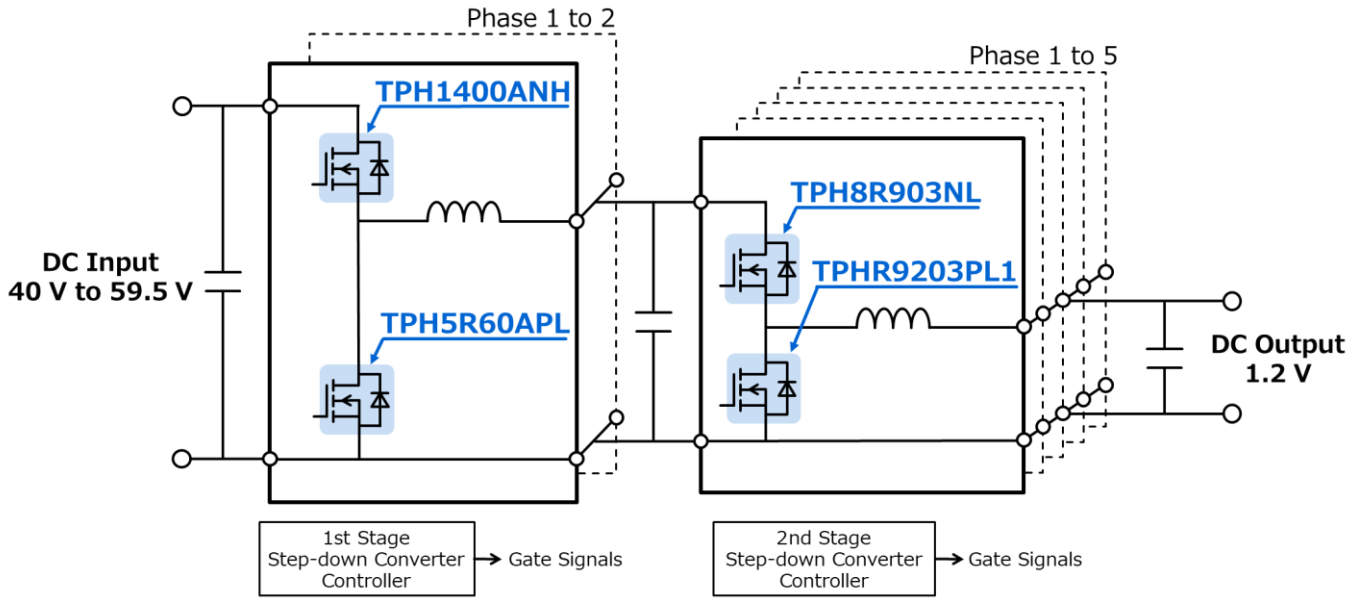 Phase 1 to 2
Phase 1 to 5
TPH1400ANH
TPH8R903NL
DC Input
40 V to 59.5 V
TPHR9203PL1
TPH5R60APL
DC Output
1.2 V
1st Stage
Step-down Converter
Controller
Gate Signals
2nd Stage
Step-down Converter
Controller
Gate Signals